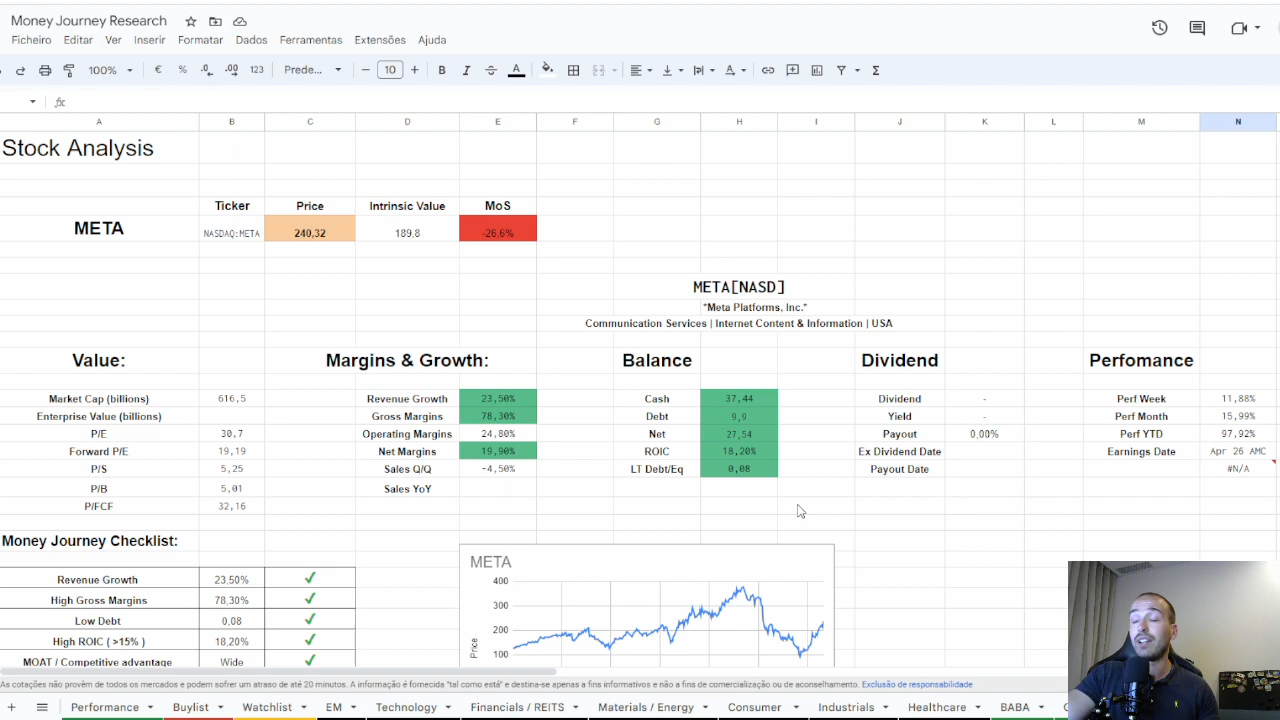 Money Journey Research
Ficheiro Editar Ver Inserir Formatar Dados Ferramentas Extensões Ajuda
100% € % .0 .00 123 Prede... 10 B I A Σ
fx
A B C D E F G H I J K L M N
Stock Analysis
Ticker Price Intrinsic Value MoS
META NASDAQ:META 240,32 189,8 -26,6%
META[NASD]
*Meta Platforms, Inc.*
Communication Services | Internet Content & Information | USA
Value: Margins & Growth: Balance Dividend Perfomance
Market Cap (billions) 616,5 Revenue Growth 23,50% Cash 37,44 Dividend - Perf Week 11,88%
Enterprise Value (billions) Gross Margins 78,30% Debt 9,9 Yield - Perf Month 15,99%
P/E 30,7 Operating Margins 24,80% Net 27,54 Payout 0,00% Perf YTD 97,92%
Forward P/E 19,19 Net Margins 19,90% ROIC 18,20% Ex Dividend Date Earnings Date Apr 26 AMC
P/S 5,25 Sales Q/Q -4,50% LT Debt/Eq 0,08 Payout Date #N/A
P/B 5,01 Sales YoY
P/FCF 32,16
Money Journey Checklist:
Revenue Growth 23,50% ✓
High Gross Margins 78,30% ✓
Low Debt 0,08 ✓
High ROIC ( >15% ) 18,20% ✓
MOAT / Competitive advantage Wide
META
400
300
200
100
Price
As cotações não provêm de todos os mercados e podem sofrer um atraso de até 20 minutos. A informação é fornecida "tal como está" e destina-se apenas a fins informativos e não a fins de comercialização ou de aconselhamento. Exclusão de responsabilidade
+ Performance Buylist Watchlist EM Technology Financials / REITS Materials / Energy Consumer Industrials Healthcare BABA